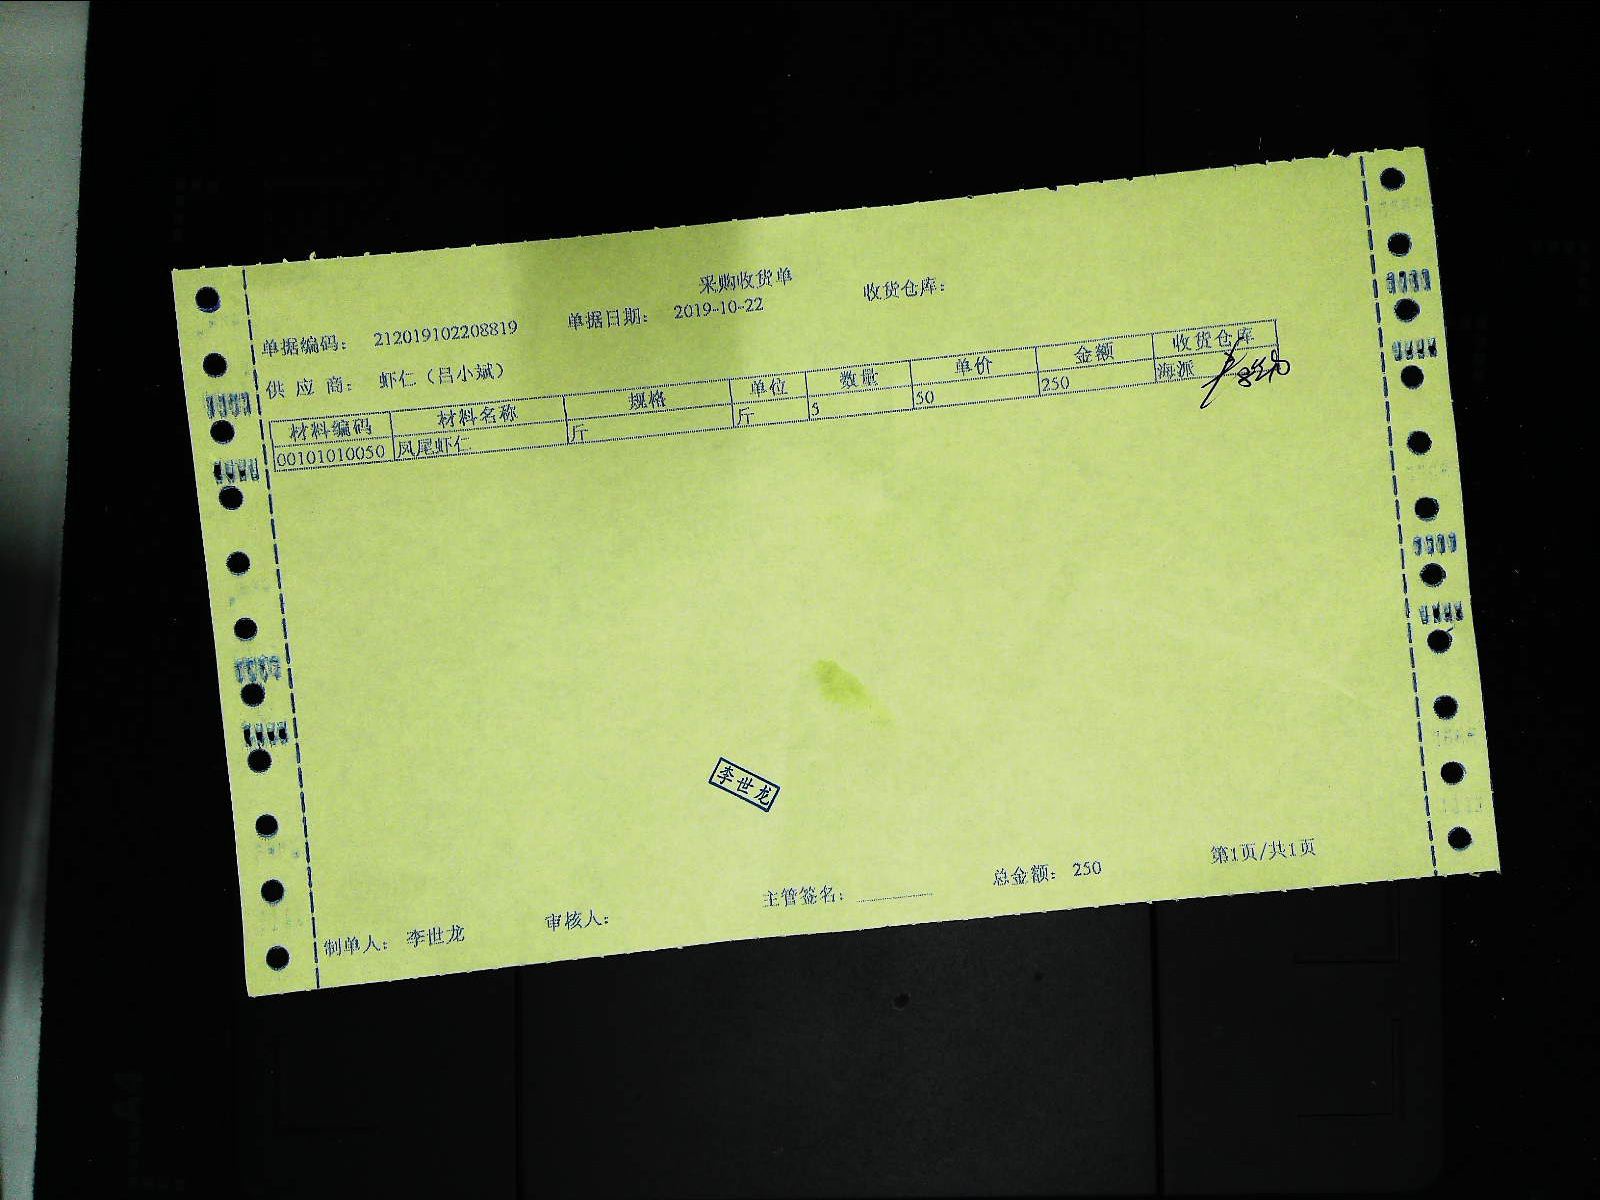 采购收货单
单据编码： 212019102208819 单据日期： 2019-10-22 收货仓库：
供 应 商： 虾仁（吕小斌）
材料编码 材料名称 规格 单位 数量 单价 金额 收货仓库
00101010050 凤尾虾仁 斤 斤 5 50 250 海派
李世龙
制单人： 李世龙 审核人： 主管签名： 总金额： 250 第1页/共1页